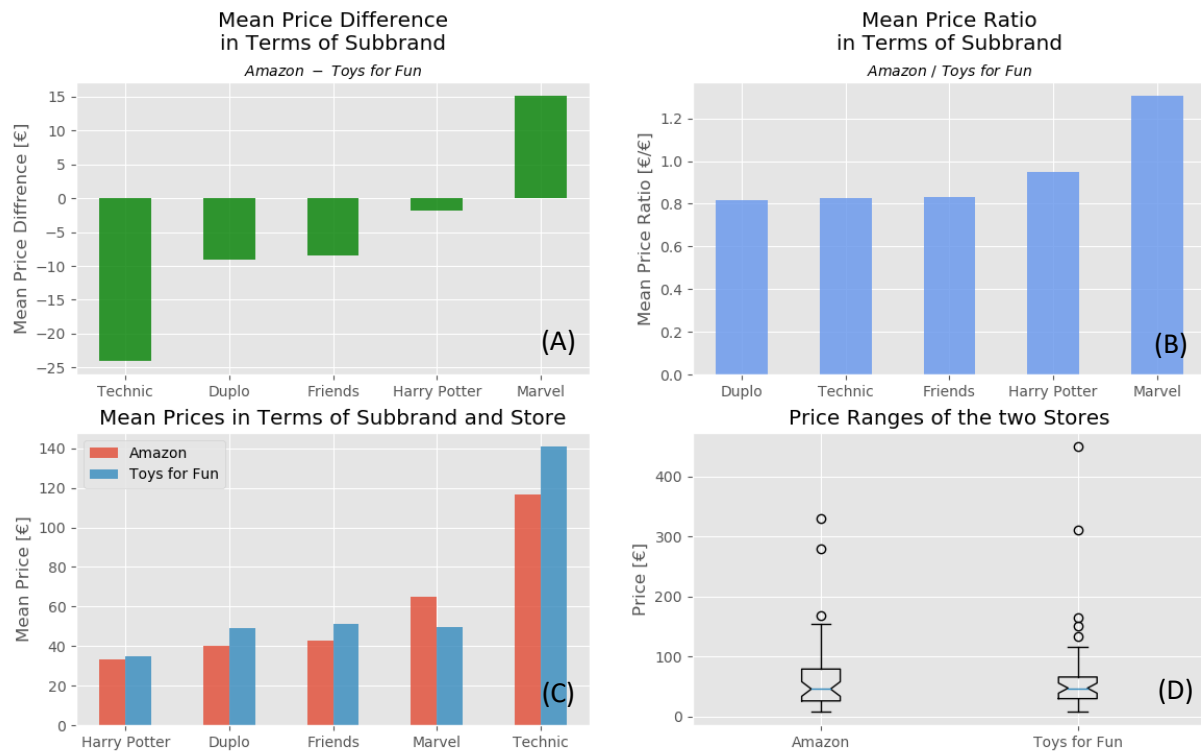 Mean Price Difference
in Terms of Subbrand
Amazon − Toys for Fun
Mean Price Diffrence [€]
15
10
5
0
−5
−10
−15
−20
−25
Technic Duplo Friends Harry Potter Marvel
(A)
Mean Price Ratio
in Terms of Subbrand
Amazon / Toys for Fun
Mean Price Ratio [€/€]
1.2
1.0
0.8
0.6
0.4
0.2
0.0
Duplo Technic Friends Harry Potter Marvel
(B)
Mean Prices in Terms of Subbrand and Store
Amazon
Toys for Fun
Mean Price [€]
140
120
100
80
60
40
20
0
Harry Potter Duplo Friends Marvel Technic
(C)
Price Ranges of the two Stores
Price [€]
400
300
200
100
0
Amazon Toys for Fun
(D)